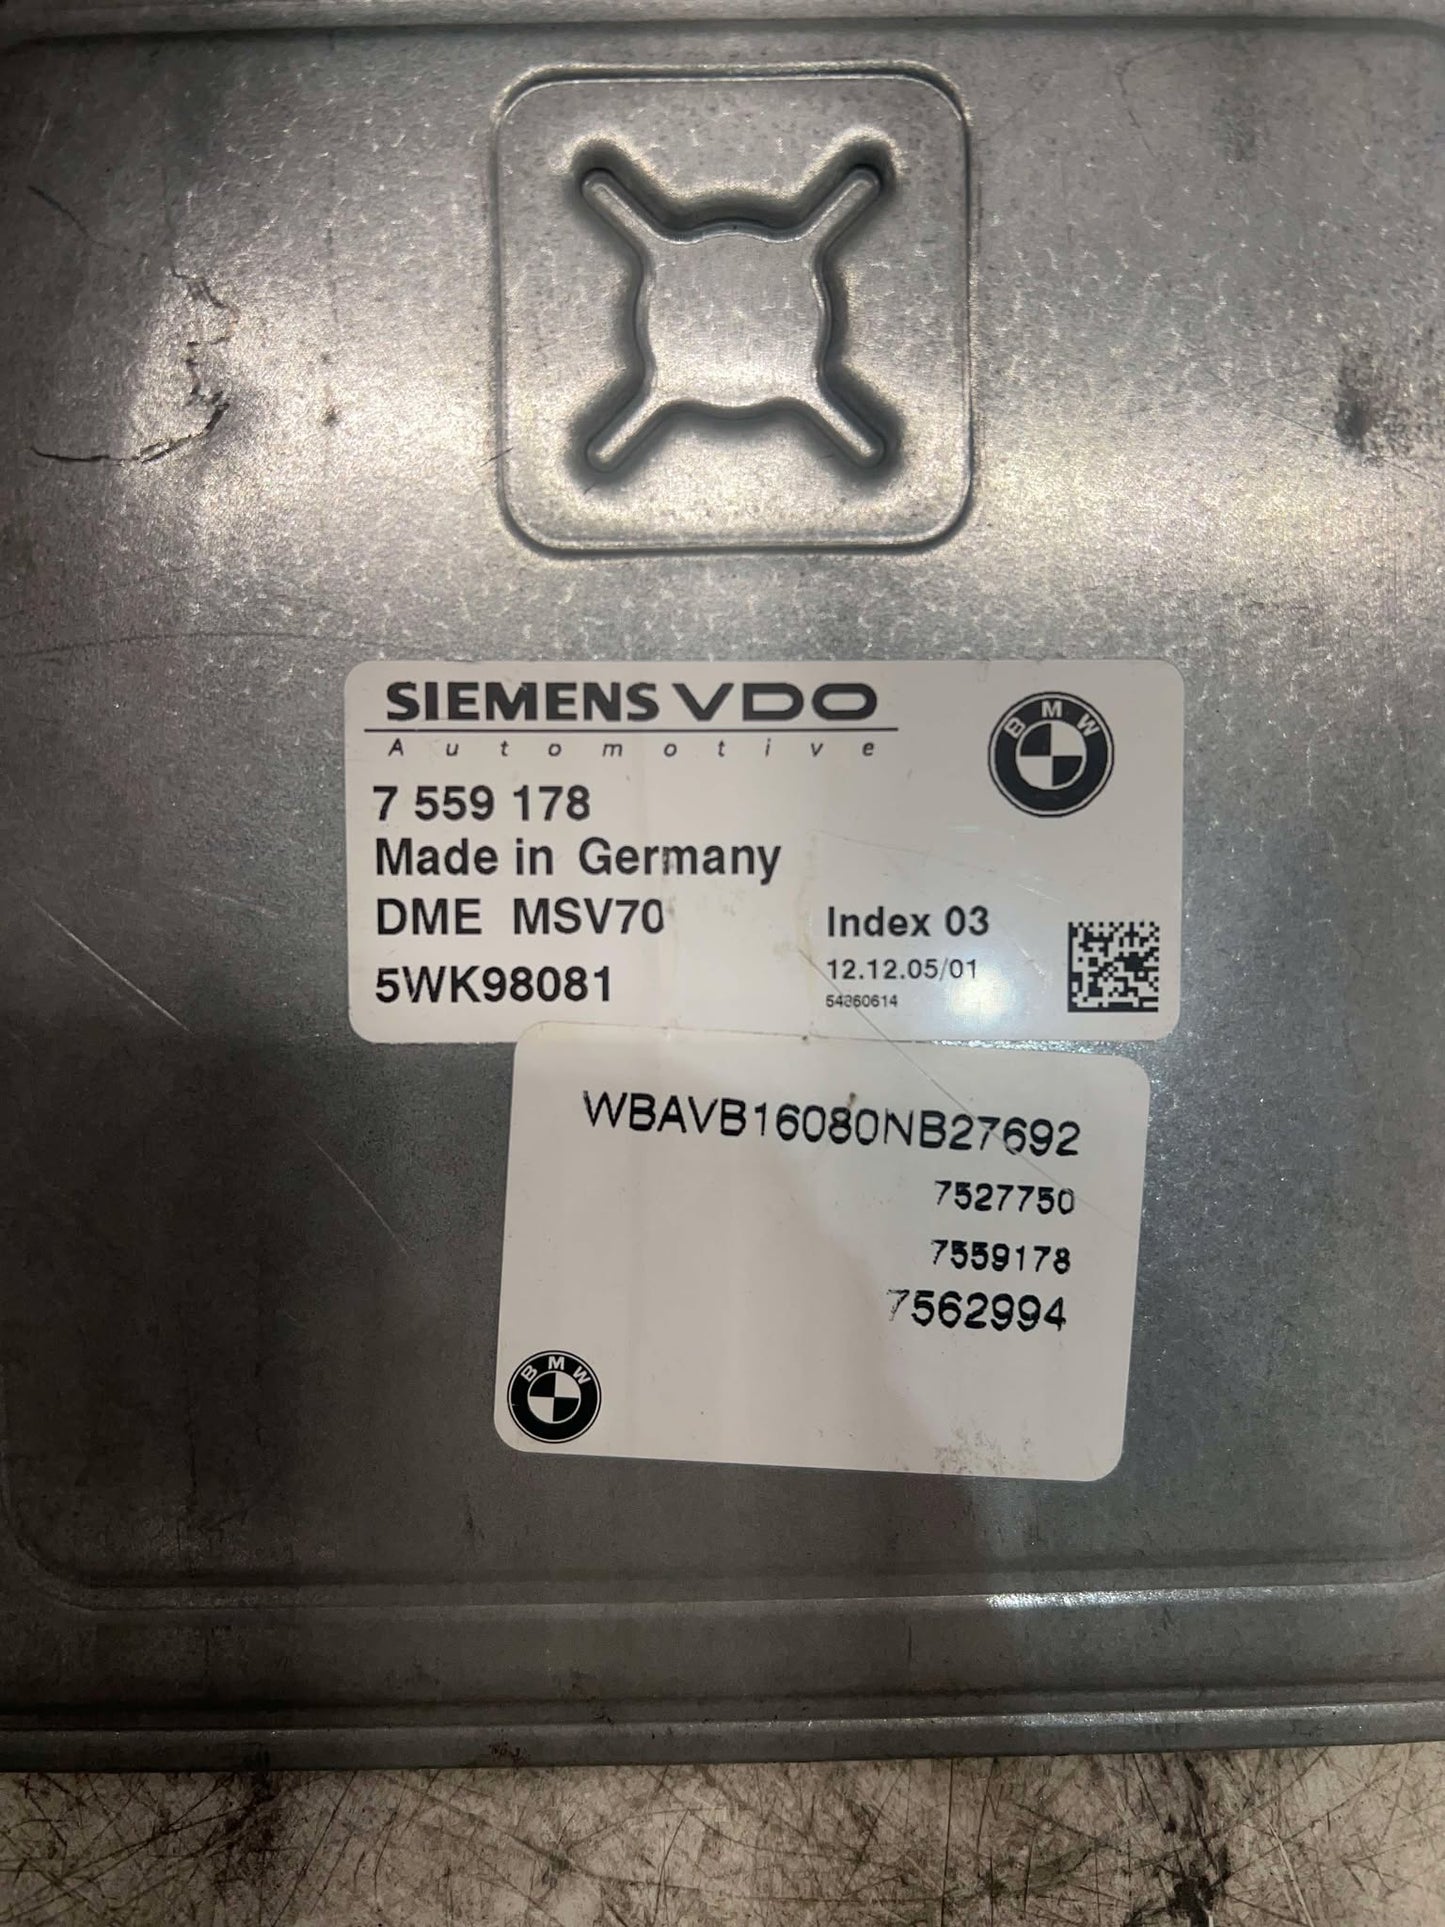 SIEMENS VDO
Automotive
BMW
7 559 178
Made in Germany
DME MSV70
Index 03
5WK98081
12.12.05/01
54360614
WBAVB16080NB27692
7527750
7559178
7562994
BMW